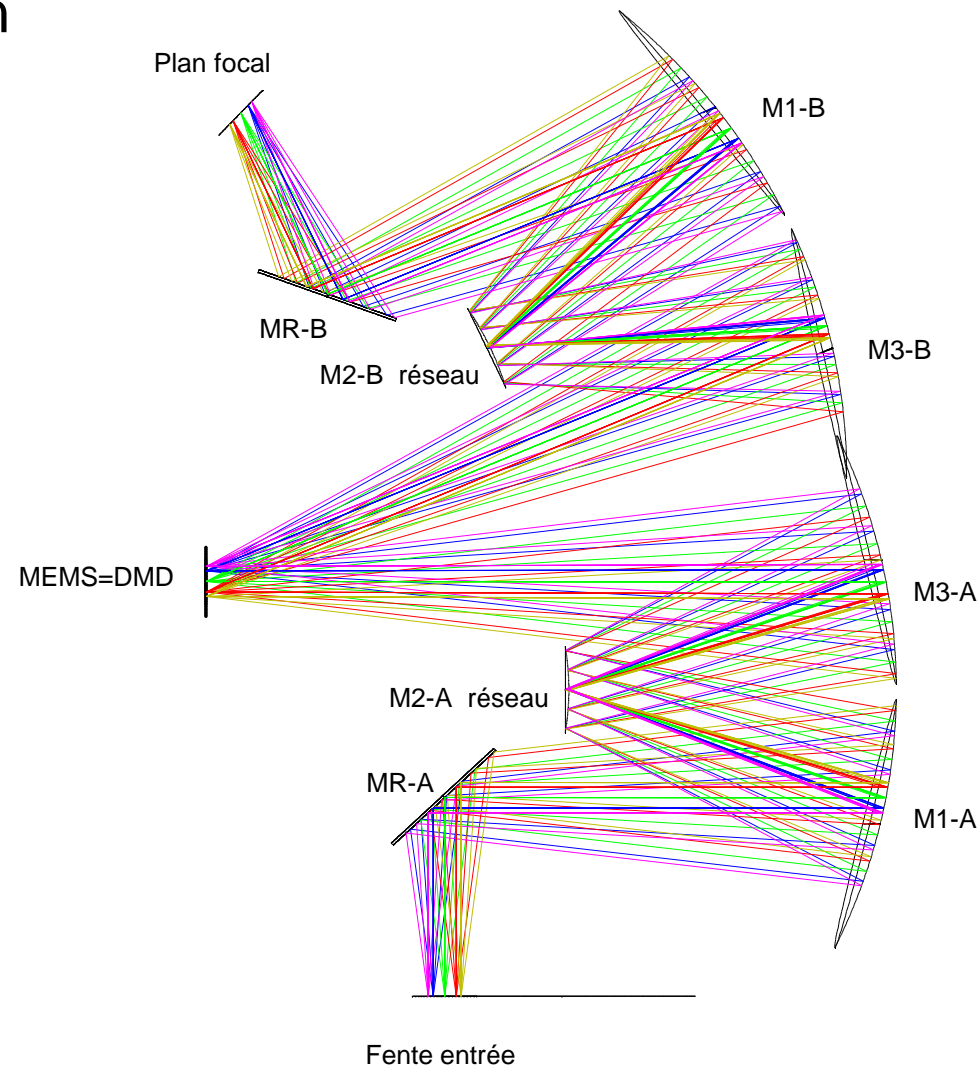 n
Plan focal
M1-B
MR-B
M3-B
M2-B réseau
MEMS=DMD
M3-A
M2-A réseau
MR-A
M1-A
Fente entrée